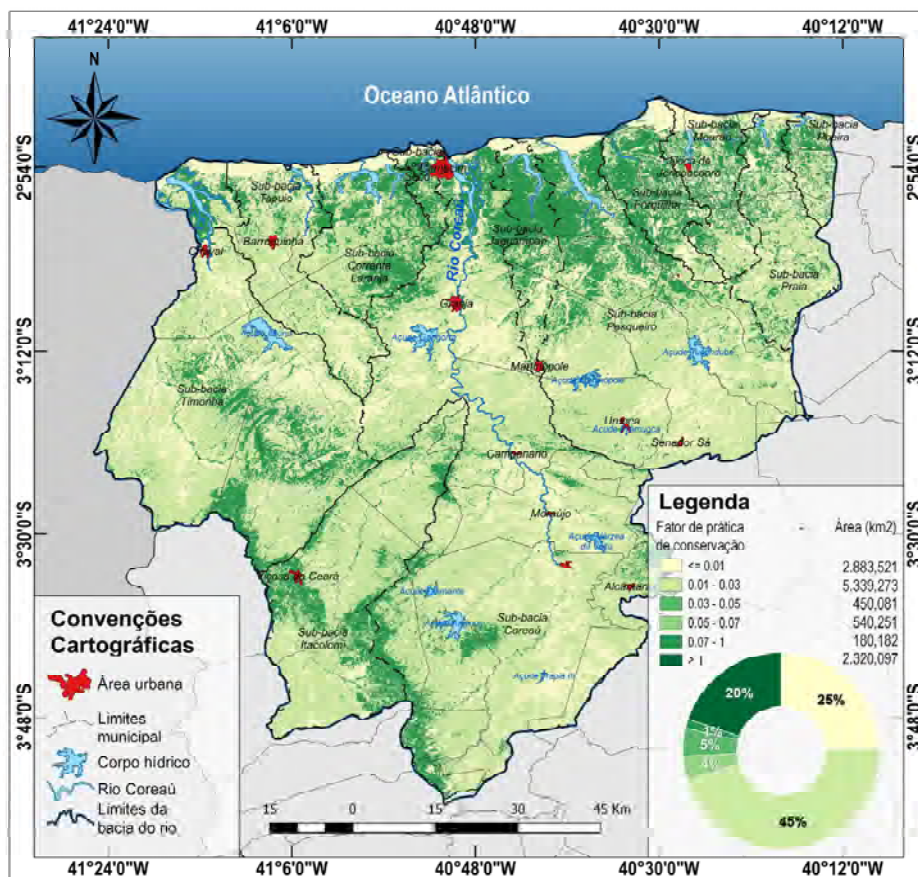 41°24'0"W 41°6'0"W 40°48'0"W 40°30'0"W 40°12'0"W
N
Oceano Atlântico
2°54'0"S 2°54'0"S
Sub-bacia
Tapuio
Barroquinha
Sub-bacia
Corrente
Laranja
Rio Coreaú
Granja
Sub-bacia
Sub-bacia
Sub-bacia
Praia
Sub-bacia
Pesqueiro
3°12'0"S 3°12'0"S
Sub-bacia
Timonha
Senador Sá
Campanário
Moraújo
3°30'0"S 3°30'0"S
Sub-bacia
Itacolomi
Sub-bacia
Coreaú
3°48'0"S 3°48'0"S
Legenda
Fator de prática
de conservação
Área (km2)
<= 0.01 2.883,521
0.01 - 0.03 5.339,273
0.03 - 0.05 450,081
0.05 - 0.07 540,251
0.07 - 1 180,182
2.320,097
20%
25%
5%
45%
Convenções
Cartográficas
Área urbana
Limites
municipal
Corpo hídrico
Rio Coreaú
Limites da
bacia do rio
15 0 15 30 45 Km
41°24'0"W 41°6'0"W 40°48'0"W 40°30'0"W 40°12'0"W